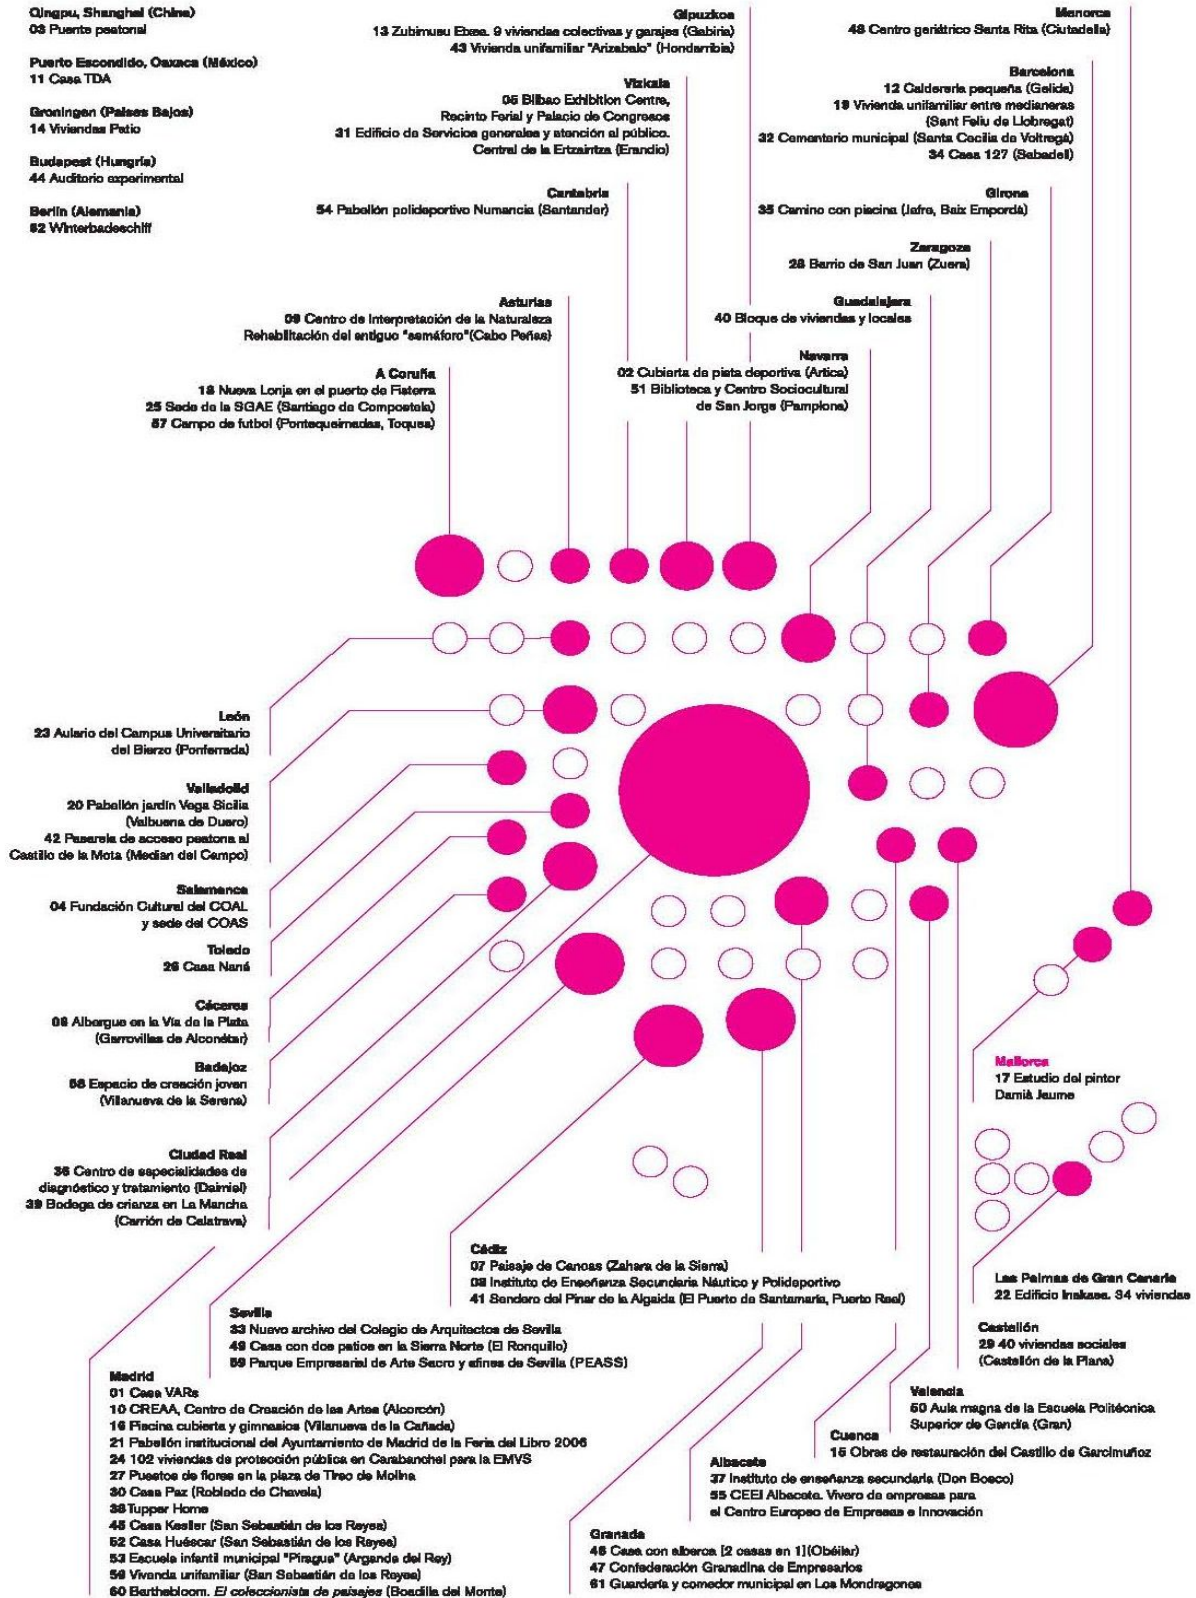 Qingpu, Shanghai (China)
03 Puente peatonal
Puerto Escondido, Oaxaca (México)
11 Casa TDA
Groningen (Países Bajos)
14 Viviendas Patio
Budapest (Hungría)
44 Auditorio experimental
Berlín (Alemania)
62 Winterbadeschiff
Gipuzkoa
13 Zubimusu Etxea. 9 viviendas colectivas y garajes (Gabiria)
43 Vivienda unifamiliar "Arizabalo" (Hondarribia)
Vizkaia
05 Bilbao Exhibition Centre,
Recinto Ferial y Palacio de Congresos
31 Edificio de Servicios generales y atención al público.
Central de la Ertzaintza (Erandio)
Cantabria
54 Pabellón polideportivo Numancia (Santander)
Asturias
09 Centro de Interpretación de la Naturaleza
Rehabilitación del antiguo "semáforo"(Cabo Peñas)
A Coruña
18 Nueva Lonja en el puerto de Fisterra
25 Sede de la SGAE (Santiago de Compostela)
57 Campo de futbol (Pontequeimadas, Toques)
Menorca
48 Centro geriátrico Santa Rita (Ciutadella)
Barcelona
12 Calderería pequeña (Gelida)
19 Vivienda unifamiliar entre medianeras
(Sant Feliu de Llobregat)
32 Cementerio municipal (Santa Cecilia de Voltregà)
34 Casa 127 (Sabadell)
Girona
35 Camino con piscina (Jafre, Baix Empordà)
Zaragoza
28 Barrio de San Juan (Zuera)
Guadalajara
40 Bloque de viviendas y locales
Navarra
02 Cubierta de pista deportiva (Artica)
51 Biblioteca y Centro Sociocultural
de San Jorge (Pamplona)
León
23 Aulario del Campus Universitario
del Bierzo (Ponferrada)
Valladolid
20 Pabellón jardín Vega Sicilia
(Valbuena de Duero)
42 Pasarela de acceso peatona al
Castillo de la Mota (Median del Campo)
Salamanca
04 Fundación Cultural del COAL
y sede del COAS
Toledo
26 Casa Naná
Cáceres
06 Albergue en la Vía de la Plata
(Garrovillas de Alconétar)
Badajoz
58 Espacio de creación joven
(Villanueva de la Serena)
Ciudad Real
36 Centro de especialidades de
diagnóstico y tratamiento (Daimiel)
39 Bodega de crianza en La Mancha
(Carrión de Calatrava)
Mallorca
17 Estudio del pintor
Damià Jaume
Cádiz
07 Paisaje de Canoas (Zahara de la Sierra)
08 Instituto de Enseñanza Secundaria Náutico y Polideportivo
41 Sendero del Pinar de la Algaida (El Puerto de Santamaría, Puerto Real)
Las Palmas de Gran Canaria
22 Edificio Inakasa. 34 viviendas
Sevilla
33 Nuevo archivo del Colegio de Arquitectos de Sevilla
49 Casa con dos patios en la Sierra Norte (El Ronquillo)
59 Parque Empresarial de Arte Sacro y afines de Sevilla (PEASS)
Castellón
29 40 viviendas sociales
(Castellón de la Plana)
Madrid
01 Casa VARs
10 CREAA, Centro de Creación de las Artes (Alcorcón)
16 Piscina cubierta y gimnasios (Villanueva de la Cañada)
21 Pabellón institucional del Ayuntamiento de Madrid de la Feria del Libro 2006
24 102 viviendas de protección pública en Carabanchel para la EMVS
27 Puestos de flores en la plaza de Tirso de Molina
30 Casa Paz (Robledo de Chavela)
38 Tupper Home
45 Casa Kesller (San Sebastián de los Reyes)
52 Casa Huéscar (San Sebastián de los Reyes)
53 Escuela infantil municipal "Piragua" (Arganda del Rey)
56 Vivanda unifamiliar (San Sebastián de los Reyes)
60 Barthebloom. El coleccionista de paisajes (Boadilla del Monte)
Valencia
50 Aula magna de la Escuela Politécnica
Superior de Gandía (Gran)
Cuenca
15 Obras de restauración del Castillo de Garcimuñoz
Albacete
37 Instituto de enseñanza secundaria (Don Bosco)
55 CEEI Albacete. Vivero de empresas para
el Centro Europeo de Empresas e Innovación
Granada
46 Casa con alberca [2 casas en 1](Obéilar)
47 Confederación Granadina de Empresarios
61 Guardería y comedor municipal en Los Mondragones